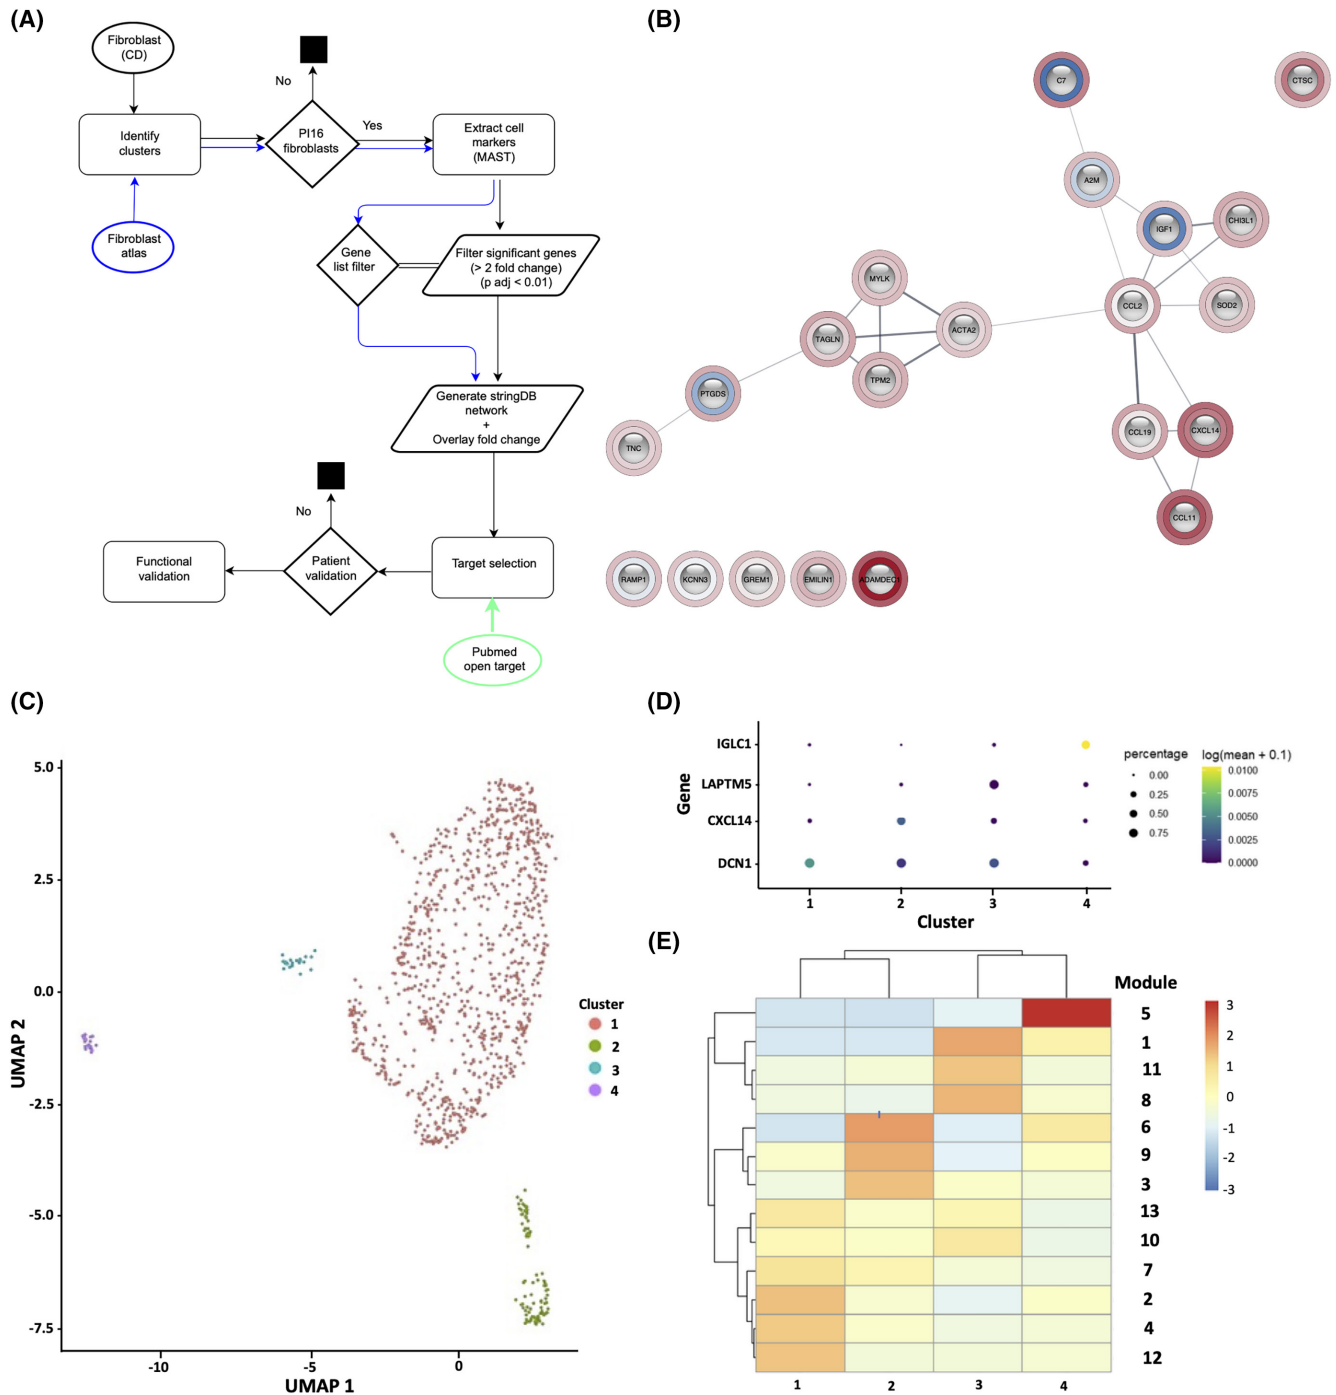 (A)
Fibroblast
(CD)
No
Identify
clusters
PI16
fibroblasts
Yes
Extract cell
markers
(MAST)
Fibroblast
atlas
Gene
list filter
Filter significant genes
(> 2 fold change)
(p adj < 0.01)
Generate stringDB
network
+
Overlay fold change
No
Functional
validation
Patient
validation
Target selection
Pubmed
open target
(B)
C7
CTSC
A2M
IGF1
CHI3L1
MYLK
CCL2
SOD2
TAGLN
ACTA2
TPM2
PTGDS
TNC
CCL19
CXCL14
CCL11
RAMP1
KCNN3
GREM1
EMILIN1
ADAMDEC1
(C)
5.0
2.5
0.0
-2.5
-5.0
-7.5
UMAP 2
-10
-5
0
UMAP 1
Cluster
1
2
3
4
(D)
Gene
IGLC1
LAPTM5
CXCL14
DCN1
1
2
3
4
Cluster
percentage
0.00
0.25
0.50
0.75
log(mean + 0.1)
0.0100
0.0075
0.0050
0.0025
0.0000
(E)
Module
5
1
11
8
6
9
3
13
10
7
2
4
12
1
2
3
4
3
2
1
0
-1
-2
-3